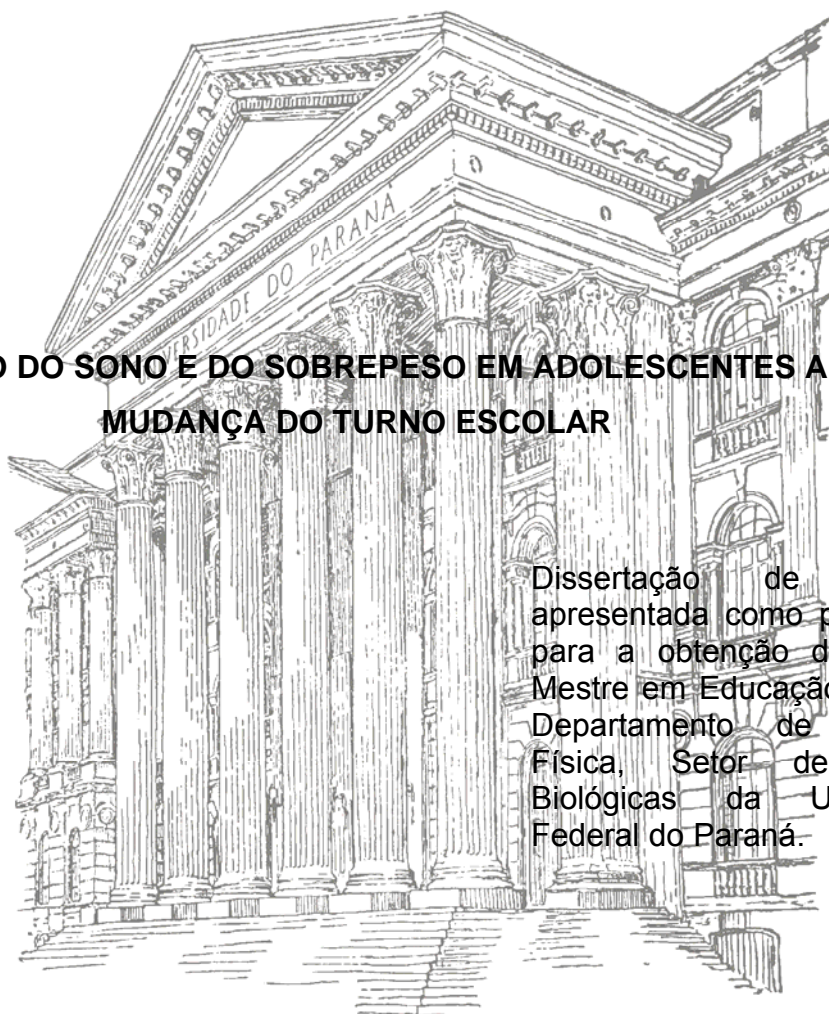 VERSIDADE DO PARANÁ
DO SONO E DO SOBREPESO EM ADOLESCENTES A
MUDANÇA DO TURNO ESCOLAR
Dissertação de
apresentada como p
para a obtenção d
Mestre em Educação
Departamento de
Física, Setor de
Biológicas da U
Federal do Paraná.